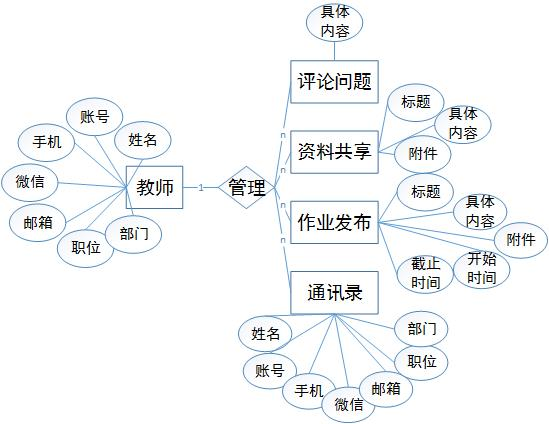 具体
内容
评论问题
标题
具体
内容
附件
资料共享
账号
手机
姓名
微信
邮箱
职位
部门
教师
1
管理
n
n
n
n
标题
具体
内容
附件
开始
时间
截止
时间
作业发布
通讯录
姓名
账号
手机
微信
邮箱
职位
部门